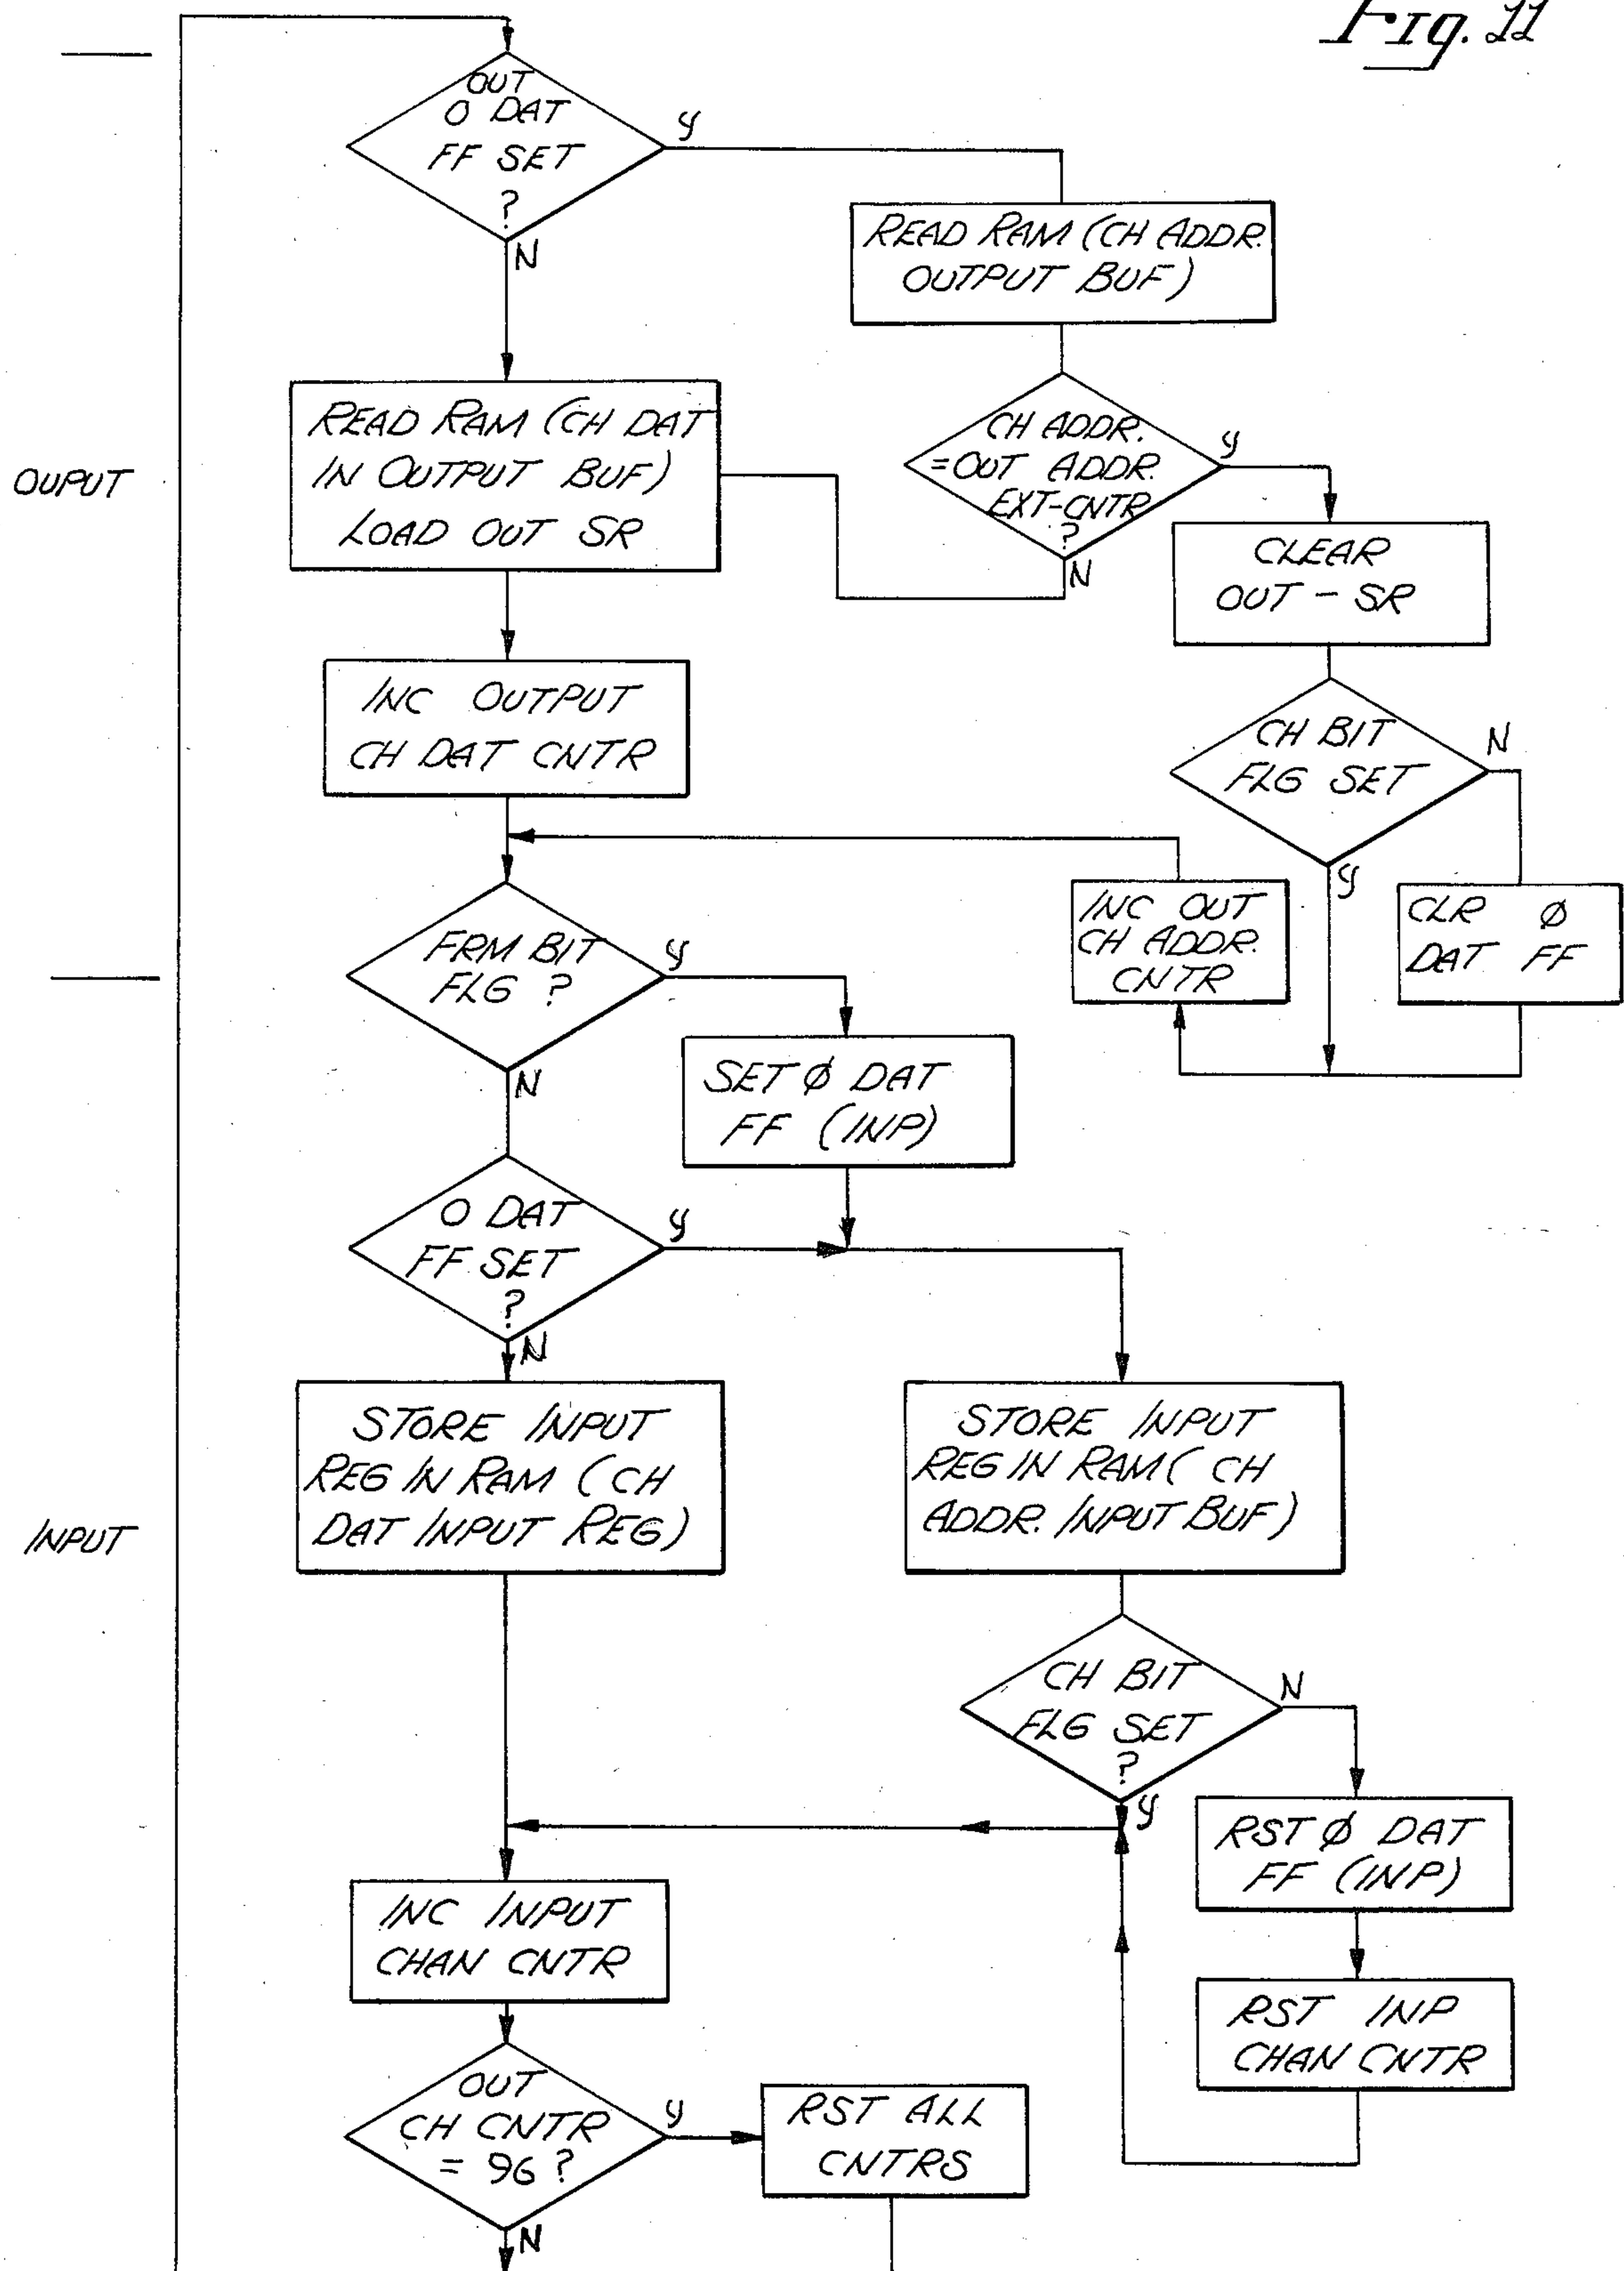 Fig. 11
OUT
O DAT
FF SET
?
Y
N
READ RAM (CH ADDR.
OUTPUT BUF)
OUPUT
READ RAM (CH DAT
IN OUTPUT BUF)
LOAD OUT SR
CH ADDR.
=OUT ADDR.
EXT-CNTR
?
Y
N
CLEAR
OUT - SR
INC OUTPUT
CH DAT CNTR
CH BIT
FLG SET
N
Y
INC OUT
CH ADDR.
CNTR
CLR Ø
DAT FF
FRM BIT
FLG ?
Y
N
SET Ø DAT
FF (INP)
O DAT
FF SET
?
Y
N
INPUT
STORE INPUT
REG IN RAM (CH
DAT INPUT REG)
STORE INPUT
REG IN RAM (CH
ADDR. INPUT BUF)
CH BIT
FLG SET
?
N
Y
RST Ø DAT
FF (INP)
INC INPUT
CHAN CNTR
RST INP
CHAN CNTR
OUT
CH CNTR
= 96 ?
Y
N
RST ALL
CNTRS